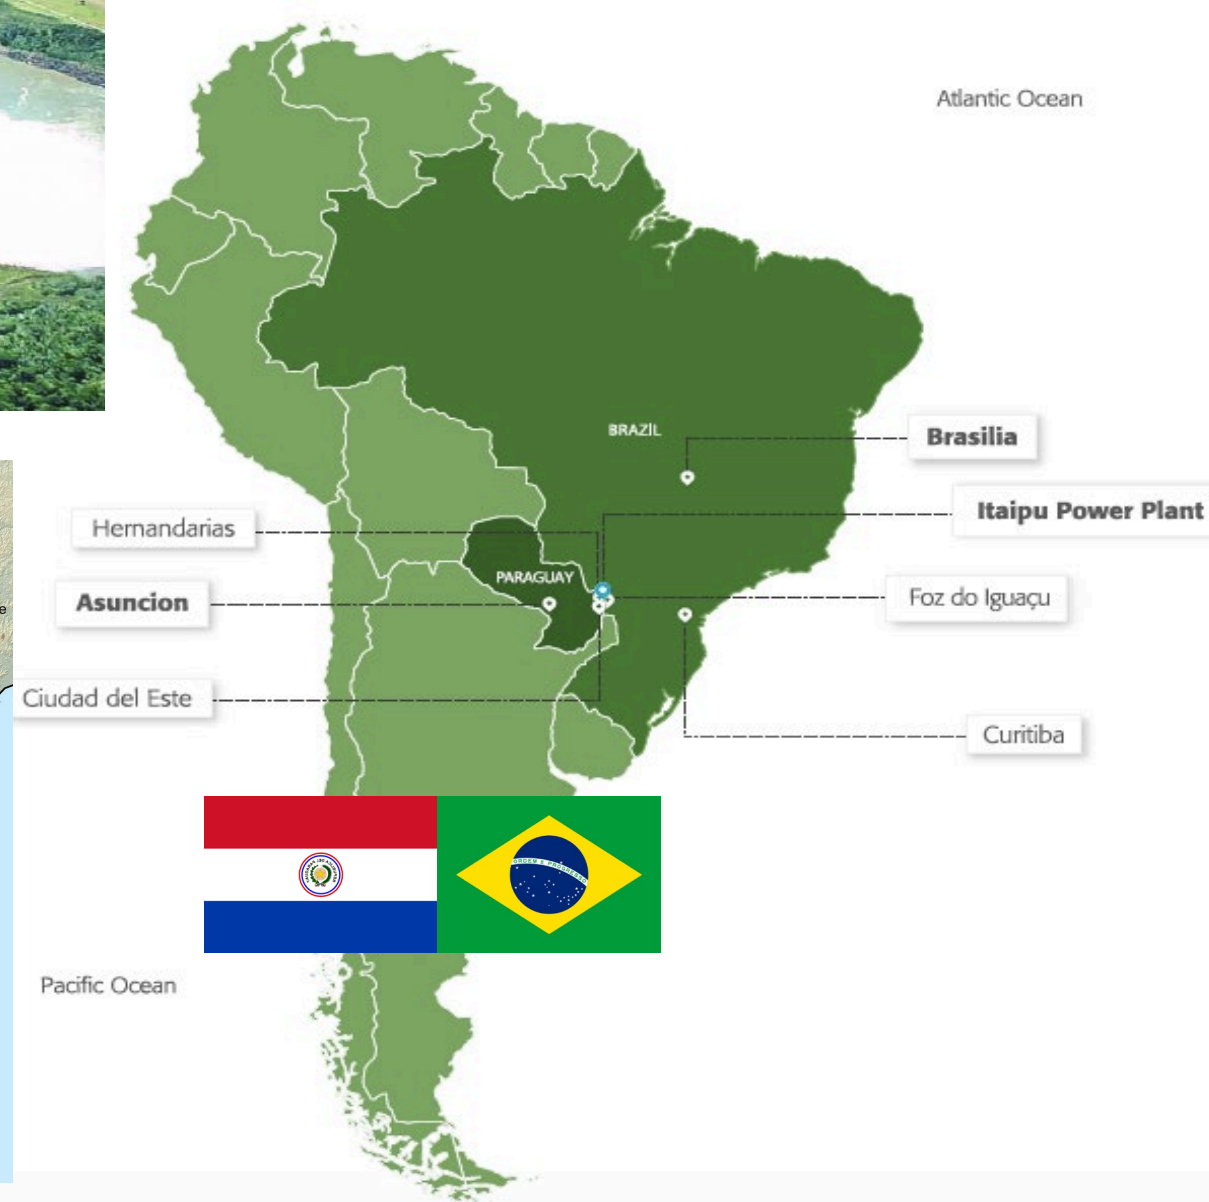 Atlantic Ocean
BRAZIL
Brasilia
Itaipu Power Plant
Hernandarias
PARAGUAY
Asuncion
Foz do Iguaçu
Ciudad del Este
Curitiba
ORDEM E PROGRESSO
Pacific Ocean